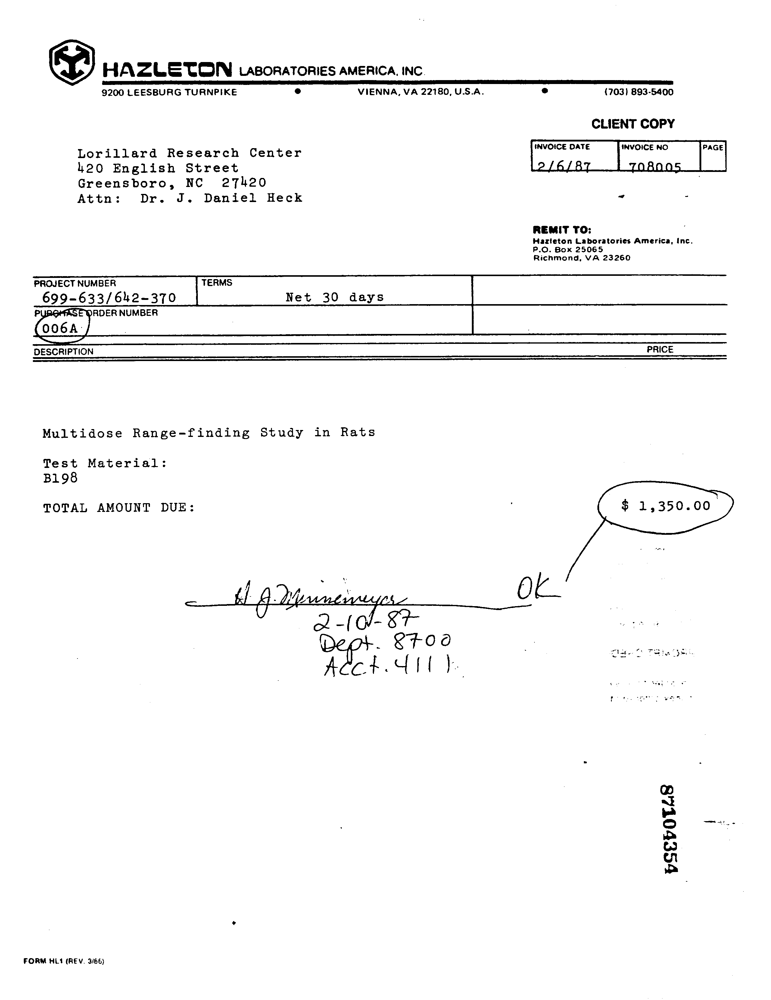 HAZLETON LABORATORIES AMERICA, INC.
9200 LEESBURG TURNPIKE • VIENNA, VA 22180, U.S.A. • (703) 893-5400
CLIENT COPY
INVOICE DATE INVOICE NO PAGE
2/6/87 708005
Lorillard Research Center
420 English Street
Greensboro, NC 27420
Attn: Dr. J. Daniel Heck
REMIT TO:
Hazleton Laboratories America, Inc.
P.O. Box 25065
Richmond, VA 23260
PROJECT NUMBER TERMS
699-633/642-370 Net 30 days
PURCHASE ORDER NUMBER
006A
DESCRIPTION PRICE
Multidose Range-finding Study in Rats
Test Material:
B198
TOTAL AMOUNT DUE: $ 1,350.00
OK
H. J. Minnemeyer
2-10-87
Dept. 8700
Acct. 4111
87104354
FORM HL1 (REV. 3/86)